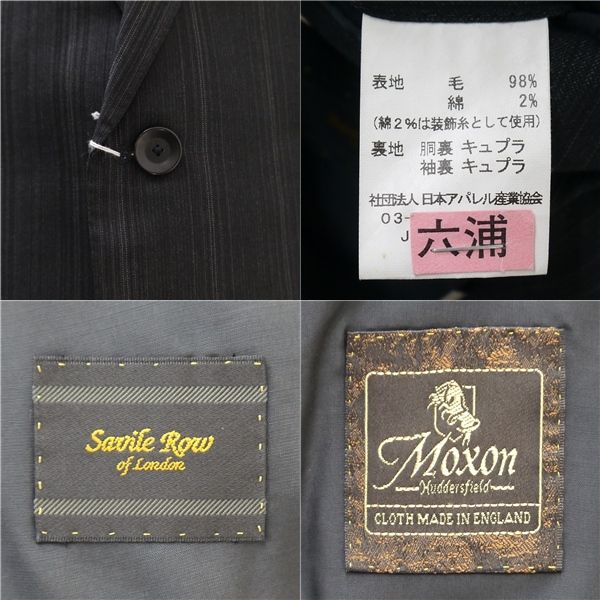 表地 毛 98%
綿 2%
(綿2%は装飾糸として使用)
裏地 胴裏 キュプラ
袖裏 キュプラ
社団法人 日本アパレル産業協会
03-
J
六浦
Savile Row
of London
Moxon
Huddersfield
CLOTH MADE IN ENGLAND